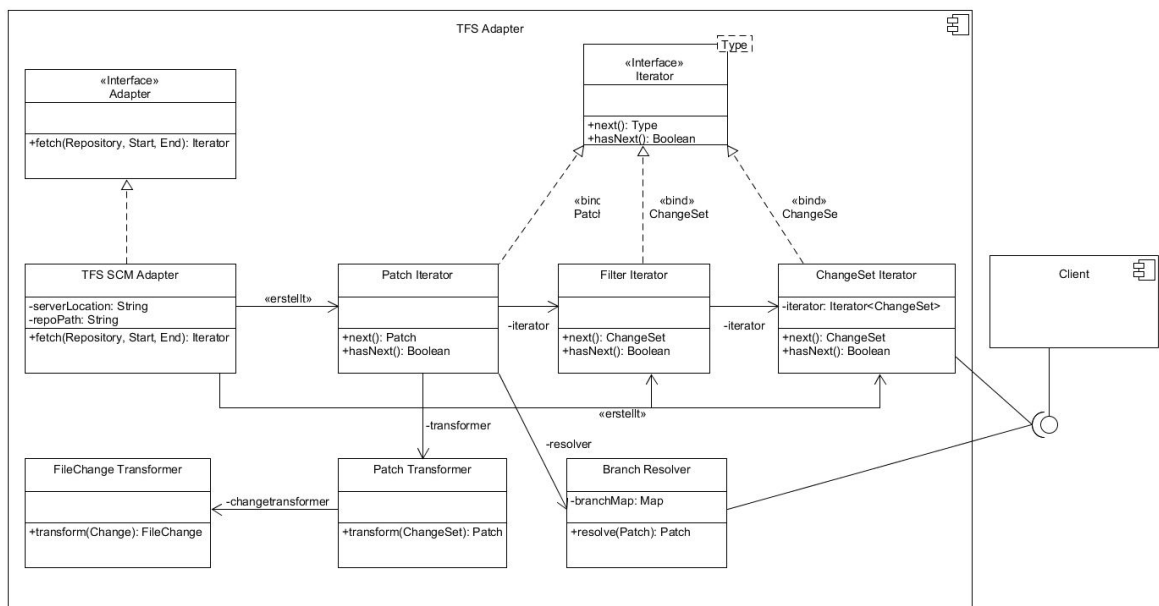 TFS Adapter
Type
«Interface»
Adapter
+fetch(Repository, Start, End): Iterator
«Interface»
Iterator
+next(): Type
+hasNext(): Boolean
«bind»
Patch
«bind»
ChangeSet
«bind»
ChangeSe
TFS SCM Adapter
-serverLocation: String
-repoPath: String
+fetch(Repository, Start, End): Iterator
«erstellt»
Patch Iterator
+next(): Patch
+hasNext(): Boolean
-iterator
Filter Iterator
+next(): ChangeSet
+hasNext(): Boolean
-iterator
ChangeSet Iterator
-iterator: Iterator<ChangeSet>
+next(): ChangeSet
+hasNext(): Boolean
Client
«erstellt»
-transformer
-resolver
FileChange Transformer
+transform(Change): FileChange
-changetransformer
Patch Transformer
+transform(ChangeSet): Patch
Branch Resolver
-branchMap: Map
+resolve(Patch): Patch